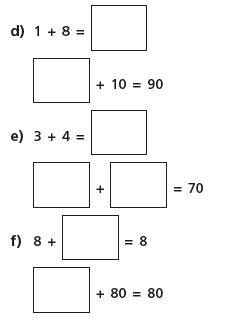 d) 1 + 8 =
+ 10 = 90
e) 3 + 4 =
+ = 70
f) 8 + = 8
+ 80 = 80